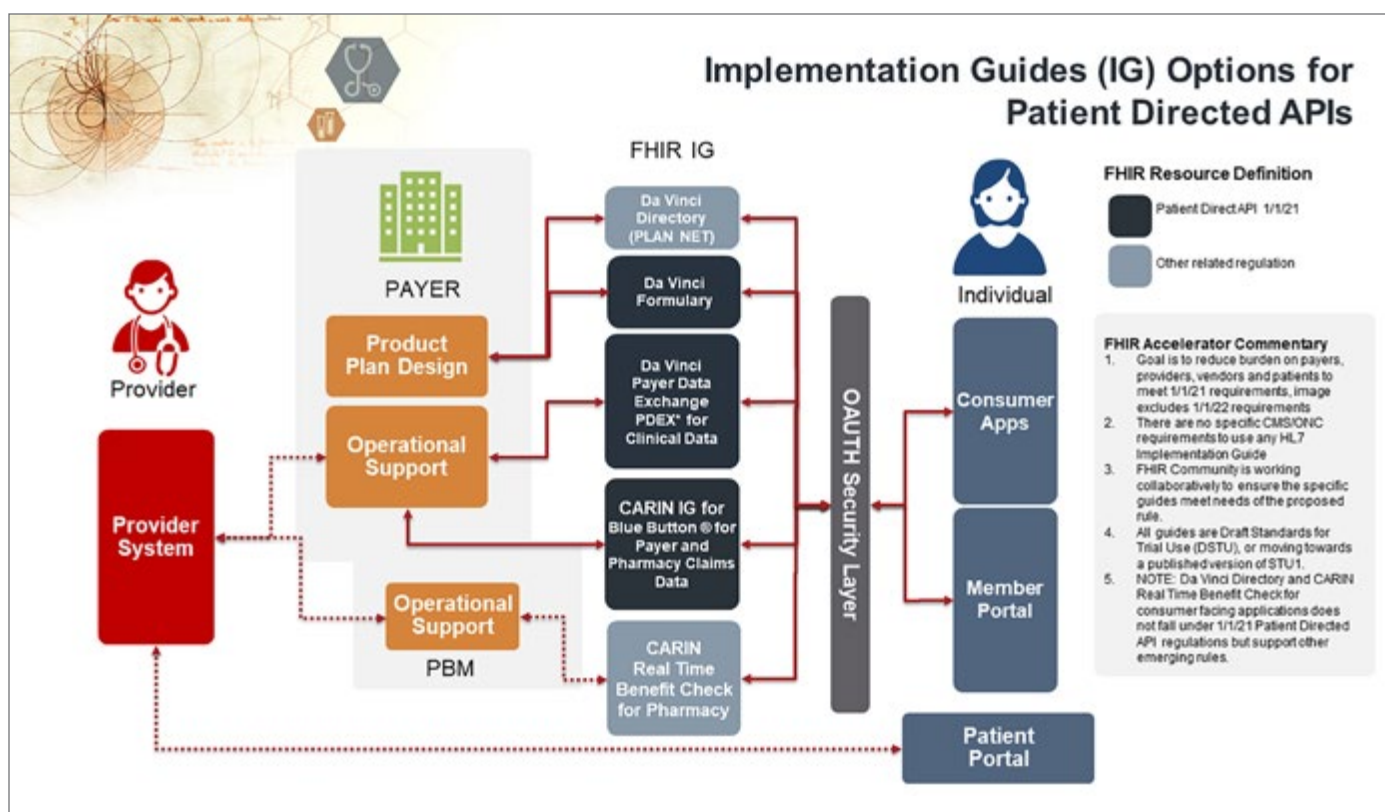 Implementation Guides (IG) Options for
Patient Directed APIs
FHIR IG
PAYER
Provider
Individual
Da Vinci
Directory
(PLAN NET)
Da Vinci
Formulary
Da Vinci
Payer Data
Exchange
PDEX* for
Clinical Data
CARIN IG for
Blue Button ® for
Payer and
Pharmacy Claims
Data
CARIN
Real Time
Benefit Check
for Pharmacy
Product
Plan Design
Operational
Support
Provider
System
Operational
Support
PBM
OAUTH Security Layer
Consumer
Apps
Member
Portal
Patient
Portal
FHIR Resource Definition
Patient Direct API 1/1/21
Other related regulation
FHIR Accelerator Commentary
1. Goal is to reduce burden on payers,
providers, vendors and patients to
meet 1/1/21 requirements, image
excludes 1/1/22 requirements
2. There are no specific CMS/ONC
requirements to use any HL7
Implementation Guide
3. FHIR Community is working
collaboratively to ensure the specific
guides meet needs of the proposed
rule.
4. All guides are Draft Standards for
Trial Use (DSTU), or moving towards
a published version of STU1.
5. NOTE: Da Vinci Directory and CARIN
Real Time Benefit Check for
consumer facing applications does
not fall under 1/1/21 Patient Directed
API regulations but support other
emerging rules.